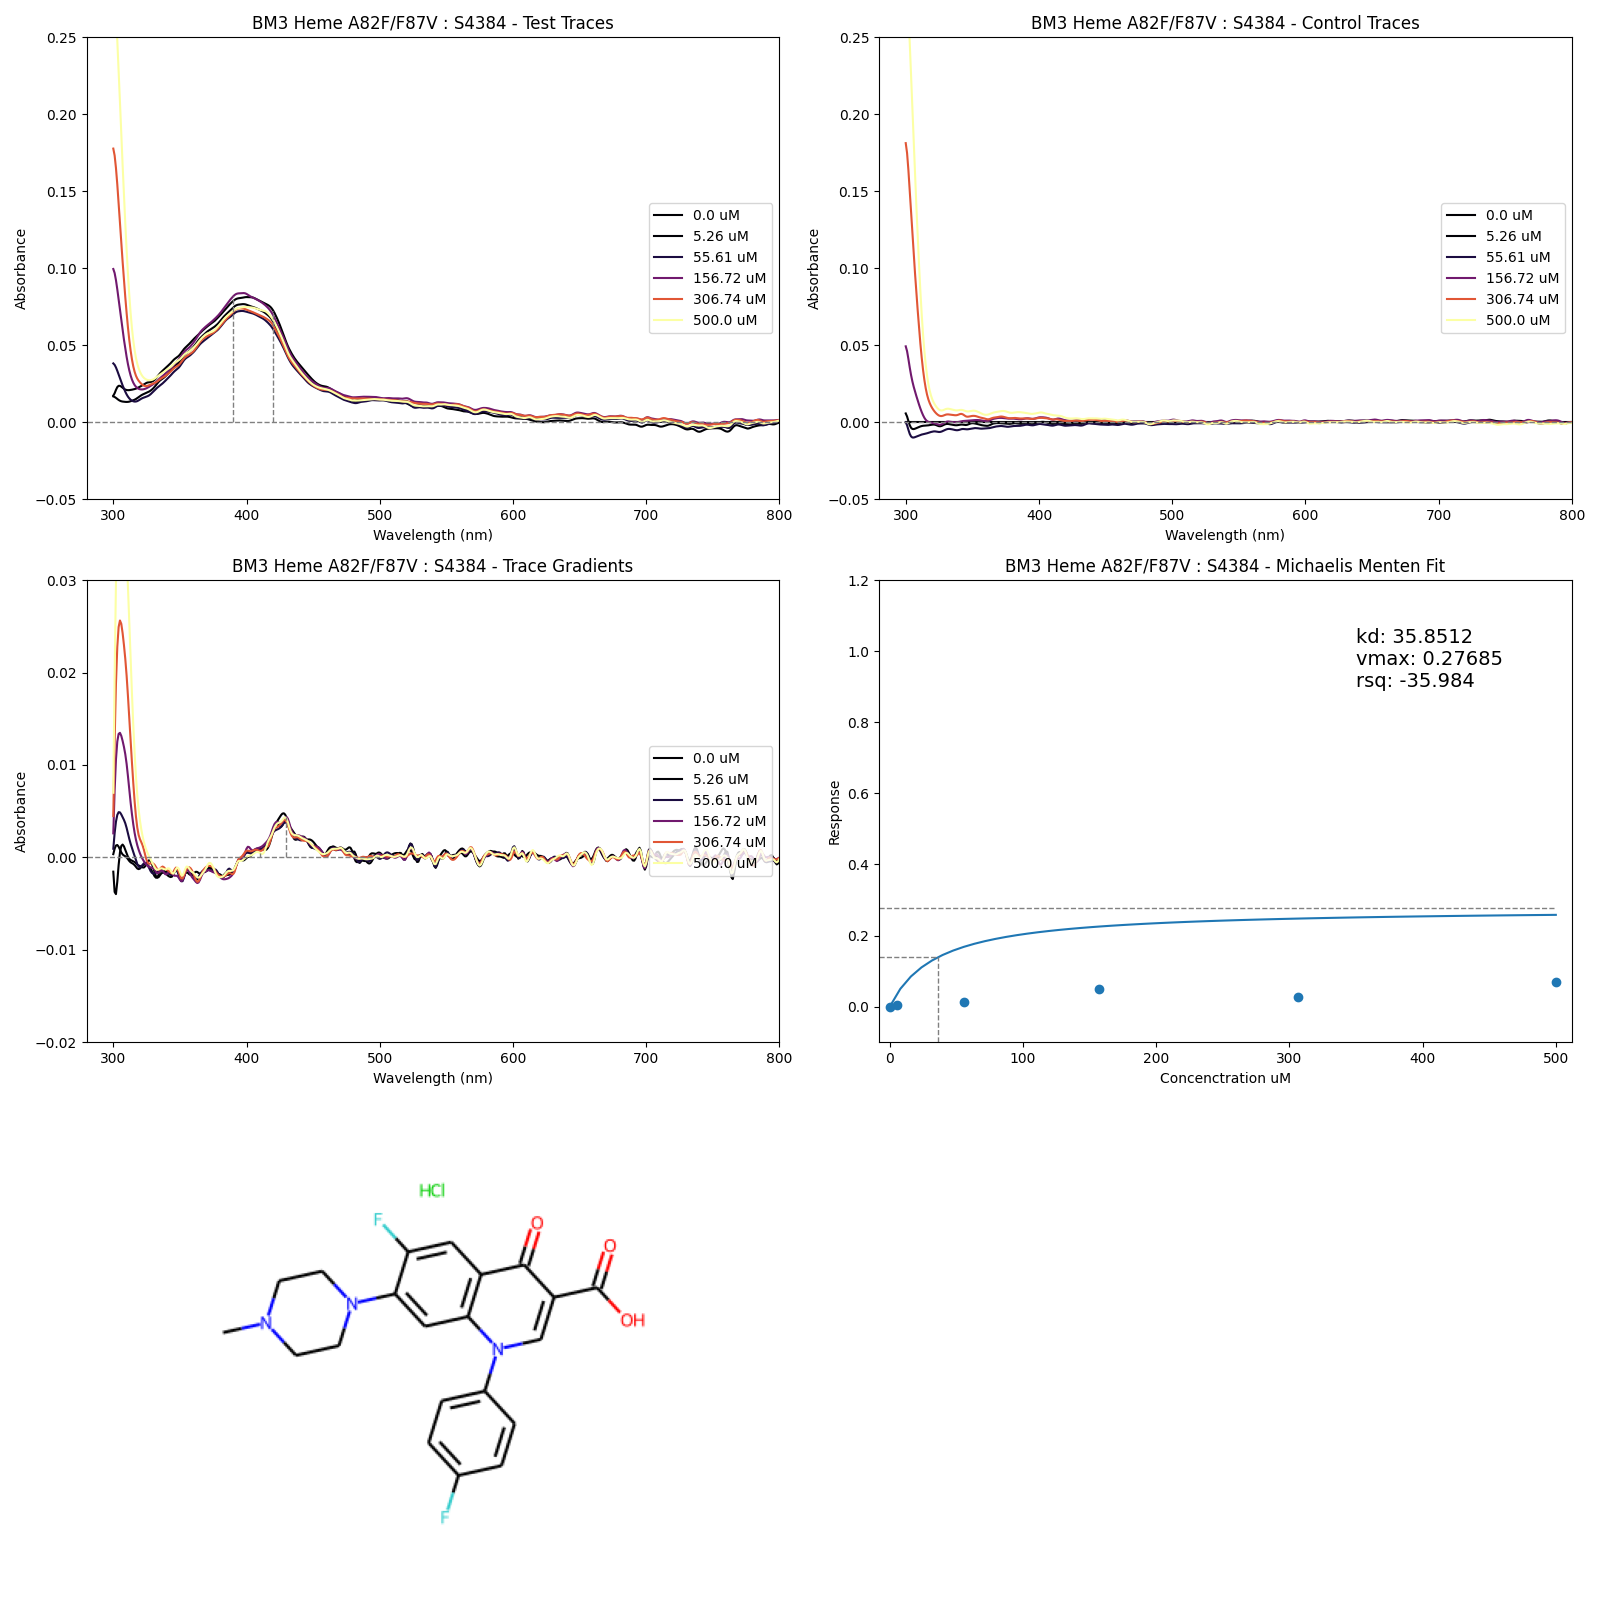 BM3 Heme A82F/F87V : S4384 - Test Traces
0.25
0.20
0.15
0.10
0.05
0.00
−0.05
Absorbance
300 400 500 600 700 800
Wavelength (nm)
0.0 uM
5.26 uM
55.61 uM
156.72 uM
306.74 uM
500.0 uM
BM3 Heme A82F/F87V : S4384 - Control Traces
0.25
0.20
0.15
0.10
0.05
0.00
−0.05
Absorbance
300 400 500 600 700 800
Wavelength (nm)
0.0 uM
5.26 uM
55.61 uM
156.72 uM
306.74 uM
500.0 uM
BM3 Heme A82F/F87V : S4384 - Trace Gradients
0.03
0.02
0.01
0.00
−0.01
−0.02
Absorbance
300 400 500 600 700 800
Wavelength (nm)
0.0 uM
5.26 uM
55.61 uM
156.72 uM
306.74 uM
500.0 uM
BM3 Heme A82F/F87V : S4384 - Michaelis Menten Fit
1.2
1.0
0.8
0.6
0.4
0.2
0.0
Response
0 100 200 300 400 500
Concenctration uM
kd: 35.8512
vmax: 0.27685
rsq: -35.984
HCl
F
O
O
OH
N
N
N
F